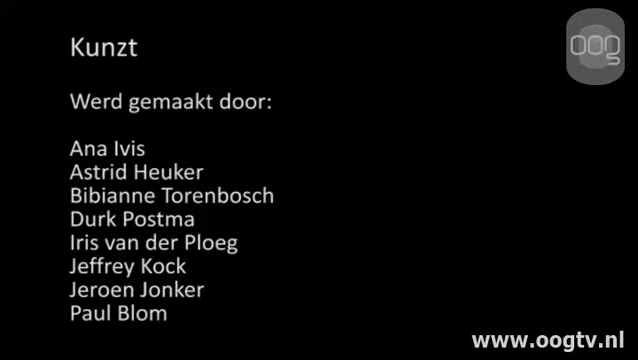 Kunzt
oog
Werd gemaakt door:
Ana Ivis
Astrid Heuker
Bibianne Torenbosch
Durk Postma
Iris van der Ploeg
Jeffrey Kock
Jeroen Jonker
Paul Blom
www.oogtv.nl